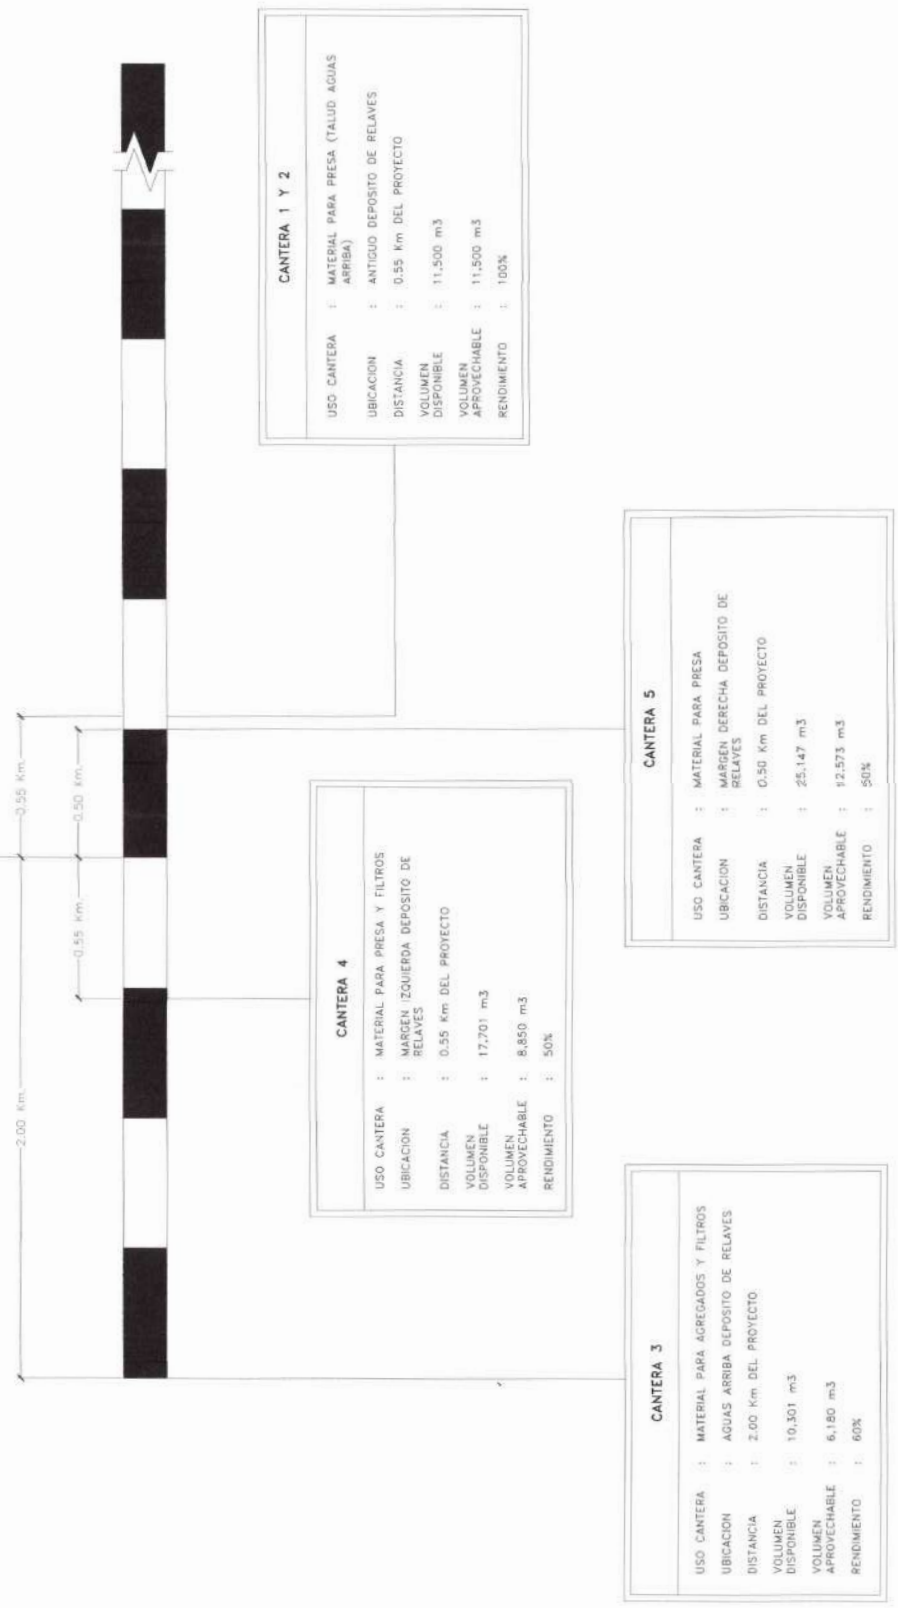 2.00 Km.
0.55 Km.
0.55 Km.
0.50 Km.
CANTERA 3
USO CANTERA : MATERIAL PARA AGREGADOS Y FILTROS
UBICACION : AGUAS ARRIBA DEPOSITO DE RELAVES
DISTANCIA : 2.00 Km DEL PROYECTO
VOLUMEN
DISPONIBLE : 10,301 m3
VOLUMEN
APROVECHABLE : 6,180 m3
RENDIMIENTO : 60%
CANTERA 4
USO CANTERA : MATERIAL PARA PRESA Y FILTROS
UBICACION : MARGEN IZQUIERDA DEPOSITO DE
RELAVES
DISTANCIA : 0.55 Km DEL PROYECTO
VOLUMEN
DISPONIBLE : 17,701 m3
VOLUMEN
APROVECHABLE : 8,850 m3
RENDIMIENTO : 50%
CANTERA 5
USO CANTERA : MATERIAL PARA PRESA
UBICACION : MARGEN DERECHA DEPOSITO DE
RELAVES
DISTANCIA : 0.50 Km DEL PROYECTO
VOLUMEN
DISPONIBLE : 25,147 m3
VOLUMEN
APROVECHABLE : 12,573 m3
RENDIMIENTO : 50%
CANTERA 1 Y 2
USO CANTERA : MATERIAL PARA PRESA (TALUD AGUAS
ARRIBA)
UBICACION : ANTIGUO DEPOSITO DE RELAVES
DISTANCIA : 0.55 Km DEL PROYECTO
VOLUMEN
DISPONIBLE : 11,500 m3
VOLUMEN
APROVECHABLE : 11,500 m3
RENDIMIENTO : 100%